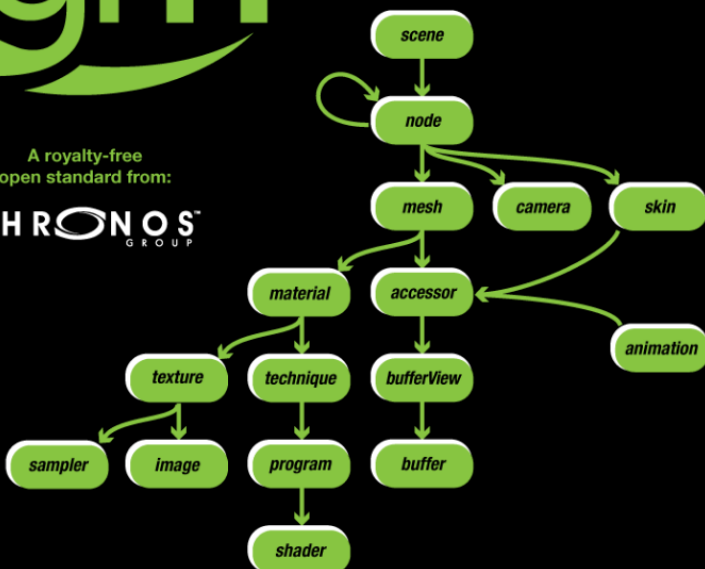 scene
node
A royalty-free
open standard from:
HRONOS™
GROUP
mesh
camera
skin
material
accessor
animation
texture
technique
bufferView
sampler
image
program
buffer
shader